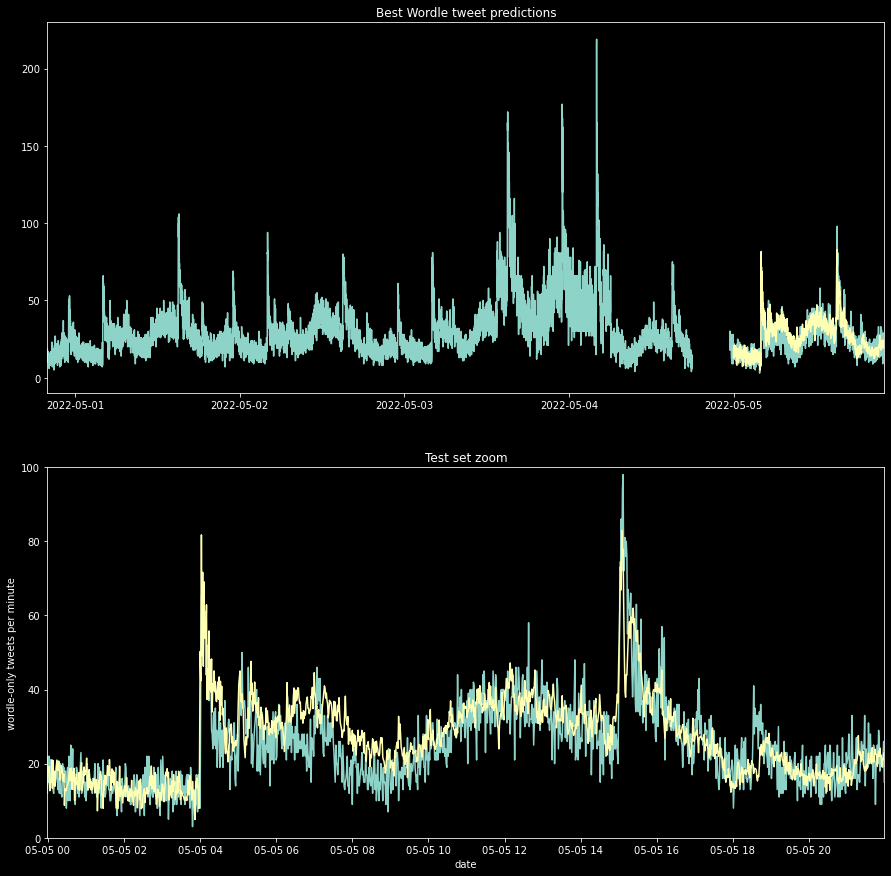 Best Wordle tweet predictions
200
150
100
50
0
2022-05-01 2022-05-02 2022-05-03 2022-05-04 2022-05-05
Test set zoom
100
80
60
40
20
0
wordle-only tweets per minute
05-05 00 05-05 02 05-05 04 05-05 06 05-05 08 05-05 10 05-05 12 05-05 14 05-05 16 05-05 18 05-05 20
date